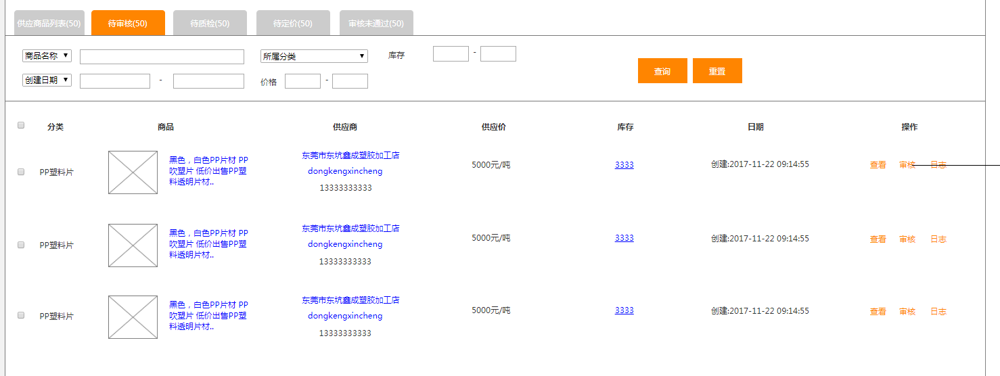 供应商品列表(50) 待审核(50) 待质检(50) 待定价(50) 审核未通过(50)
商品名称 所属分类 库存 -
查询 重置
创建日期 - 价格 -
分类 商品 供应商 供应价 库存 日期 操作
PP塑料片
黑色，白色PP片材 PP
吹塑片 低价出售PP塑
料透明片材..
东莞市东坑鑫成塑胶加工店
dongkengxincheng
13333333333
5000元/吨
3333
创建:2017-11-22 09:14:55
查看 审核 日志
PP塑料片
黑色，白色PP片材 PP
吹塑片 低价出售PP塑
料透明片材..
东莞市东坑鑫成塑胶加工店
dongkengxincheng
13333333333
5000元/吨
3333
创建:2017-11-22 09:14:55
查看 审核 日志
PP塑料片
黑色，白色PP片材 PP
吹塑片 低价出售PP塑
料透明片材..
东莞市东坑鑫成塑胶加工店
dongkengxincheng
13333333333
5000元/吨
3333
创建:2017-11-22 09:14:55
查看 审核 日志